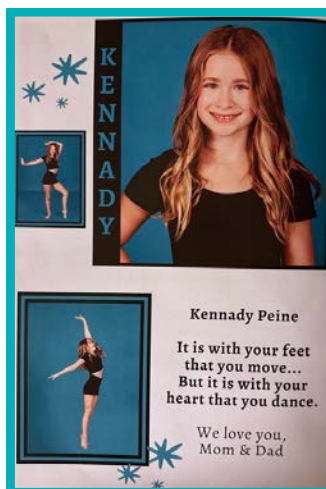 KENNADY
Kennady Peine
It is with your feet
that you move...
But it is with your
heart that you dance.
We love you,
Mom & Dad